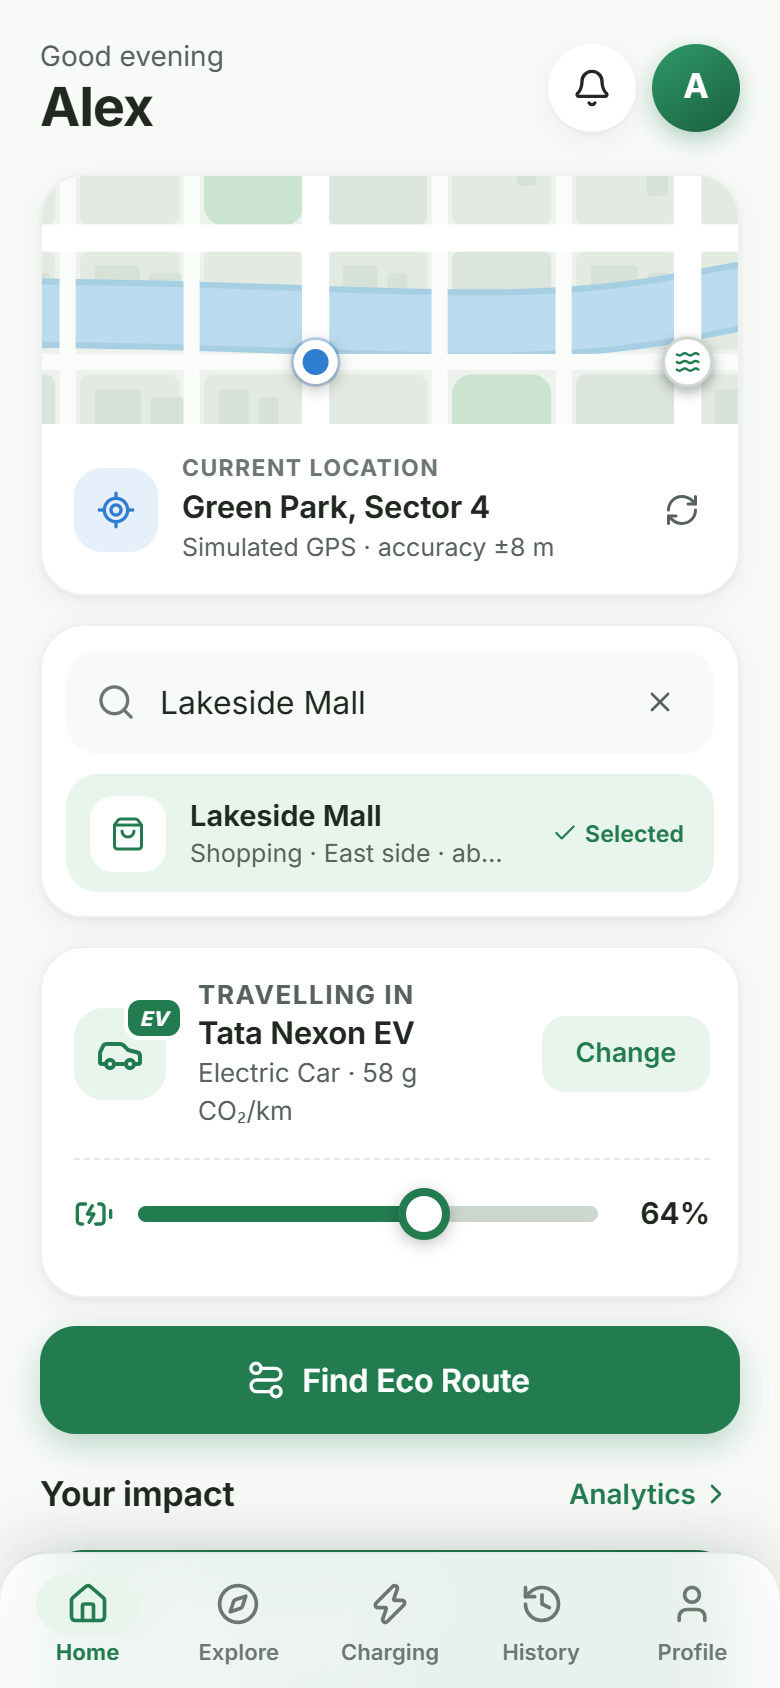 Good evening
Alex
A
CURRENT LOCATION
Green Park, Sector 4
Simulated GPS · accuracy ±8 m
Lakeside Mall
Lakeside Mall
Shopping · East side · ab...
Selected
EV
TRAVELLING IN
Tata Nexon EV
Electric Car · 58 g
CO₂/km
Change
64%
Find Eco Route
Your impact
Analytics
Home
Explore
Charging
History
Profile